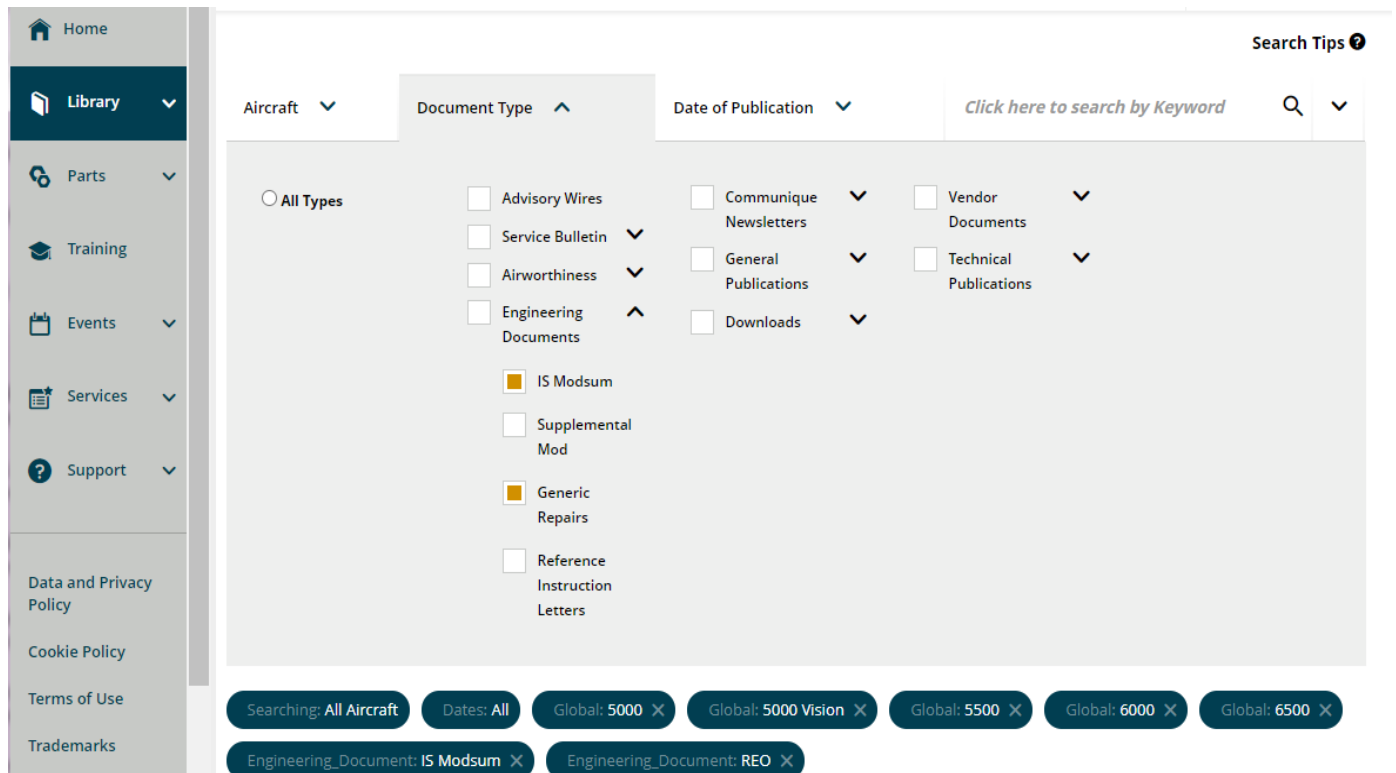 Home
Library
Parts
Training
Events
Services
Support
Data and Privacy
Policy
Cookie Policy
Terms of Use
Trademarks
Search Tips
Aircraft
Document Type
Date of Publication
Click here to search by Keyword
All Types
Advisory Wires
Service Bulletin
Airworthiness
Engineering
Documents
IS Modsum
Supplemental
Mod
Generic
Repairs
Reference
Instruction
Letters
Communique
Newsletters
General
Publications
Downloads
Vendor
Documents
Technical
Publications
Searching: All Aircraft
Dates: All
Global: 5000
Global: 5000 Vision
Global: 5500
Global: 6000
Global: 6500
Engineering_Document: IS Modsum
Engineering_Document: REO